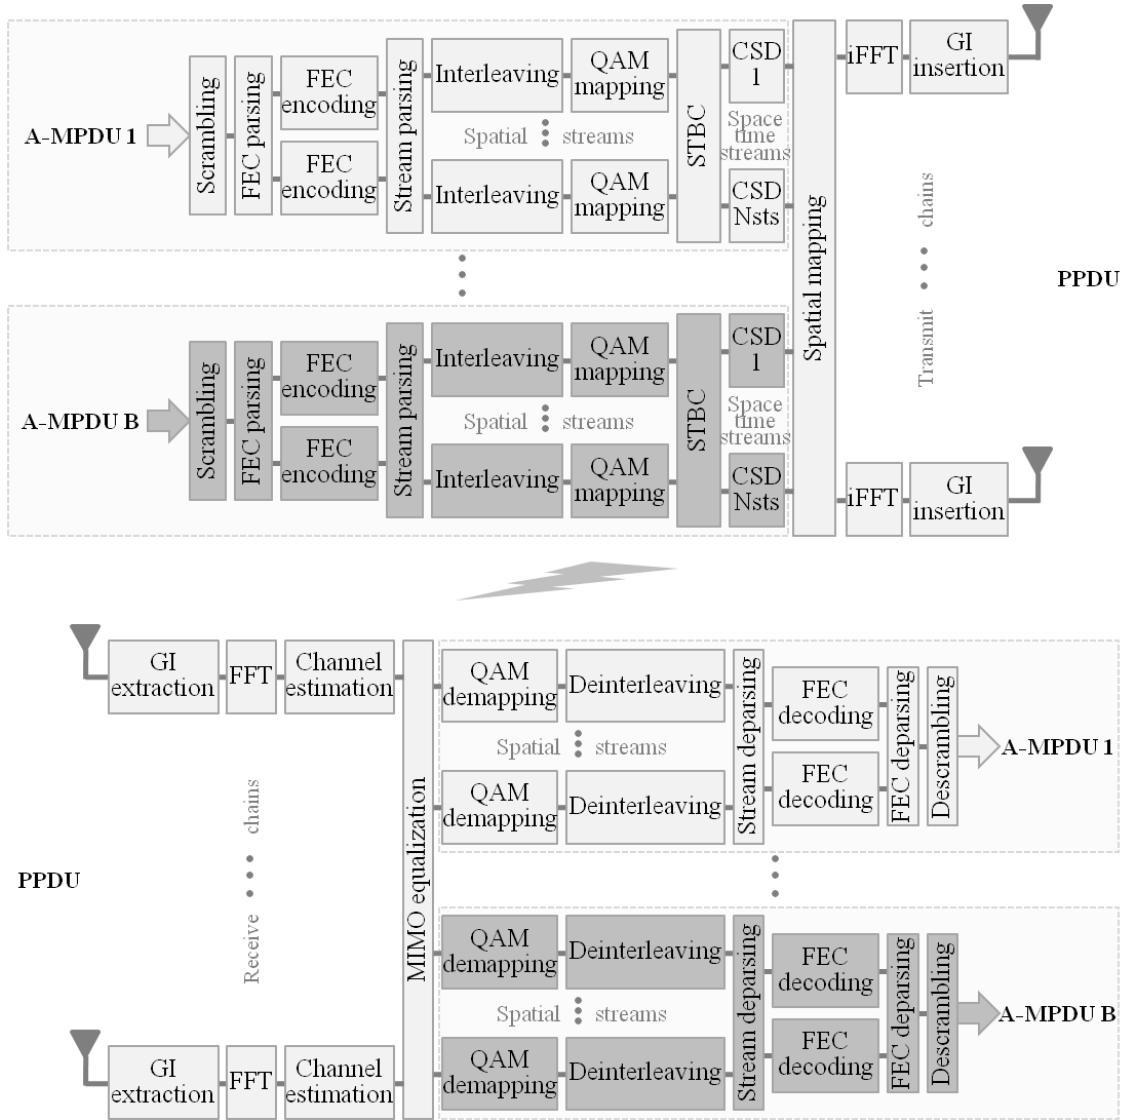 A-MPDU 1
Scrambling
FEC parsing
FEC
encoding
FEC
encoding
Stream parsing
Interleaving
QAM
mapping
Spatial
streams
Interleaving
QAM
mapping
STBC
CSD
1
Space
time
streams
CSD
Nsts
Spatial mapping
iFFT
GI
insertion
Transmit
chains
iFFT
GI
insertion
PPDU
A-MPDU B
Scrambling
FEC parsing
FEC
encoding
FEC
encoding
Stream parsing
Interleaving
QAM
mapping
Spatial
streams
Interleaving
QAM
mapping
STBC
CSD
1
Space
time
streams
CSD
Nsts
PPDU
GI
extraction
FFT
Channel
estimation
Receive
chains
GI
extraction
FFT
Channel
estimation
MIMO equalization
QAM
demapping
Deinterleaving
Spatial
streams
QAM
demapping
Deinterleaving
Stream deparsing
FEC
decoding
FEC
decoding
FEC deparsing
Descrambling
A-MPDU 1
QAM
demapping
Deinterleaving
Spatial
streams
QAM
demapping
Deinterleaving
Stream deparsing
FEC
decoding
FEC
decoding
FEC deparsing
Descrambling
A-MPDU B